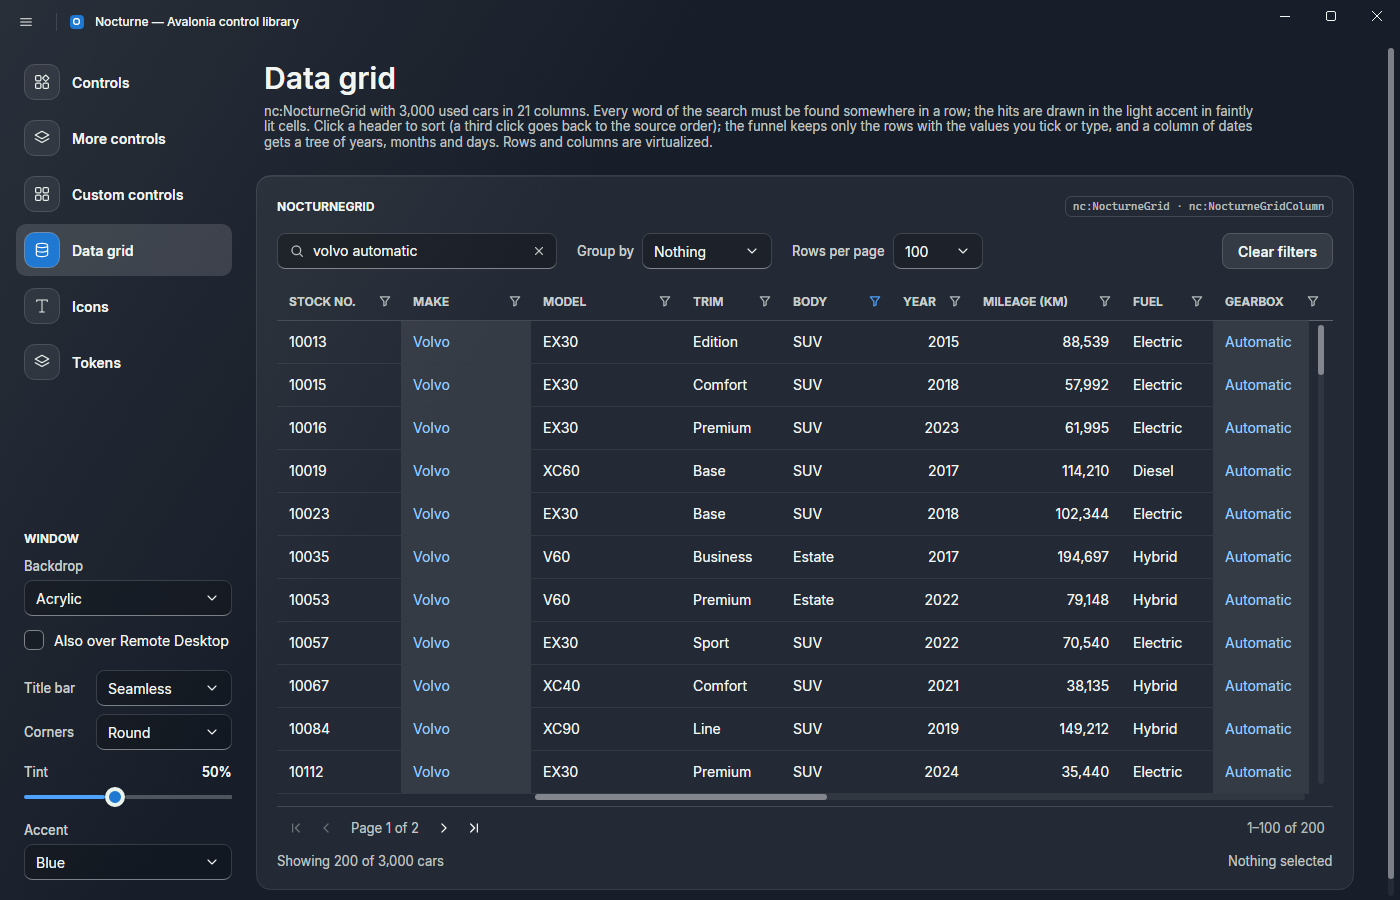 Nocturne — Avalonia control library
Controls
More controls
Custom controls
Data grid
Icons
Tokens
WINDOW
Backdrop
Acrylic
Also over Remote Desktop
Title bar
Seamless
Corners
Round
Tint
50%
Accent
Blue
Data grid
nc:NocturneGrid with 3,000 used cars in 21 columns. Every word of the search must be found somewhere in a row; the hits are drawn in the light accent in faintly
lit cells. Click a header to sort (a third click goes back to the source order); the funnel keeps only the rows with the values you tick or type, and a column of dates
gets a tree of years, months and days. Rows and columns are virtualized.
NOCTURNEGRID
nc:NocturneGrid · nc:NocturneGridColumn
volvo automatic
Group by
Nothing
Rows per page
100
Clear filters
STOCK NO. MAKE MODEL TRIM BODY YEAR MILEAGE (KM) FUEL GEARBOX
10013 Volvo EX30 Edition SUV 2015 88,539 Electric Automatic
10015 Volvo EX30 Comfort SUV 2018 57,992 Electric Automatic
10016 Volvo EX30 Premium SUV 2023 61,995 Electric Automatic
10019 Volvo XC60 Base SUV 2017 114,210 Diesel Automatic
10023 Volvo EX30 Base SUV 2018 102,344 Electric Automatic
10035 Volvo V60 Business Estate 2017 194,697 Hybrid Automatic
10053 Volvo V60 Premium Estate 2022 79,148 Hybrid Automatic
10057 Volvo EX30 Sport SUV 2022 70,540 Electric Automatic
10067 Volvo XC40 Comfort SUV 2021 38,135 Hybrid Automatic
10084 Volvo XC90 Line SUV 2019 149,212 Hybrid Automatic
10112 Volvo EX30 Premium SUV 2024 35,440 Electric Automatic
Page 1 of 2
1–100 of 200
Showing 200 of 3,000 cars
Nothing selected